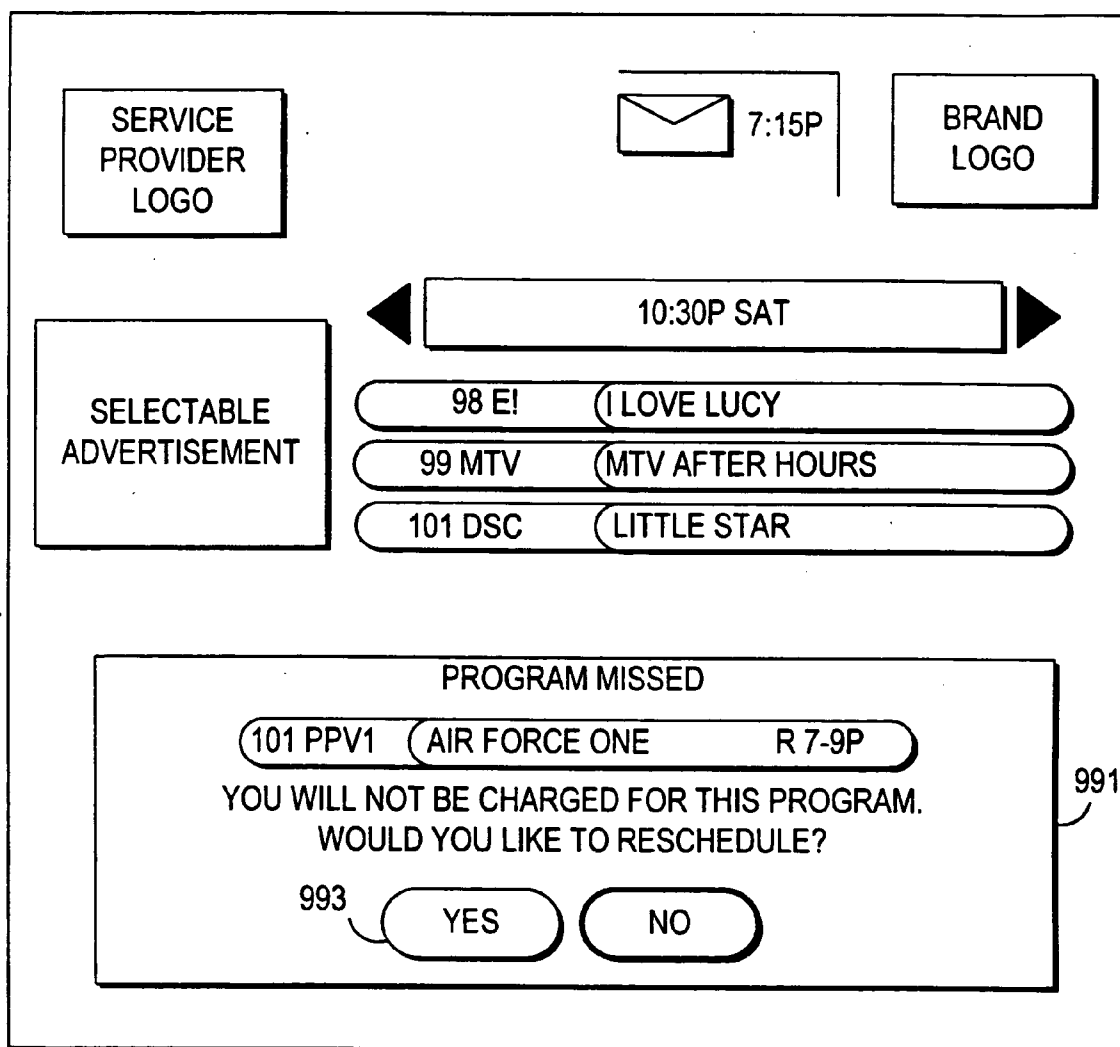 SERVICE
PROVIDER
LOGO
7:15P
BRAND
LOGO
10:30P SAT
SELECTABLE
ADVERTISEMENT
98 E! I LOVE LUCY
99 MTV MTV AFTER HOURS
101 DSC LITTLE STAR
PROGRAM MISSED
101 PPV1 AIR FORCE ONE R 7-9P
YOU WILL NOT BE CHARGED FOR THIS PROGRAM.
WOULD YOU LIKE TO RESCHEDULE?
991
993
YES NO